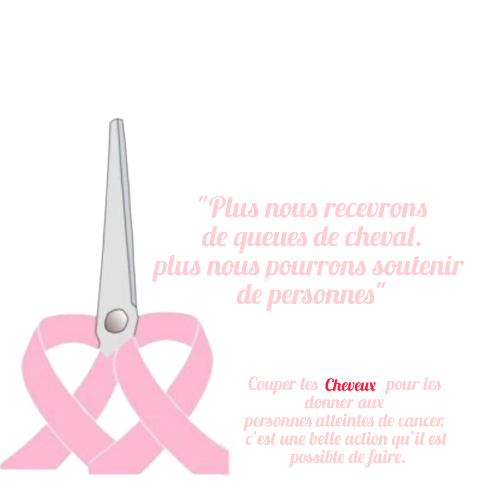 "Plus nous recevrons
de queues de cheval.
plus nous pourrons soutenir
de personnes"
Couper les Cheveux pour les
donner aux
personnes atteintes de cancer,
c'est une belle action qu'il est
possible de faire.